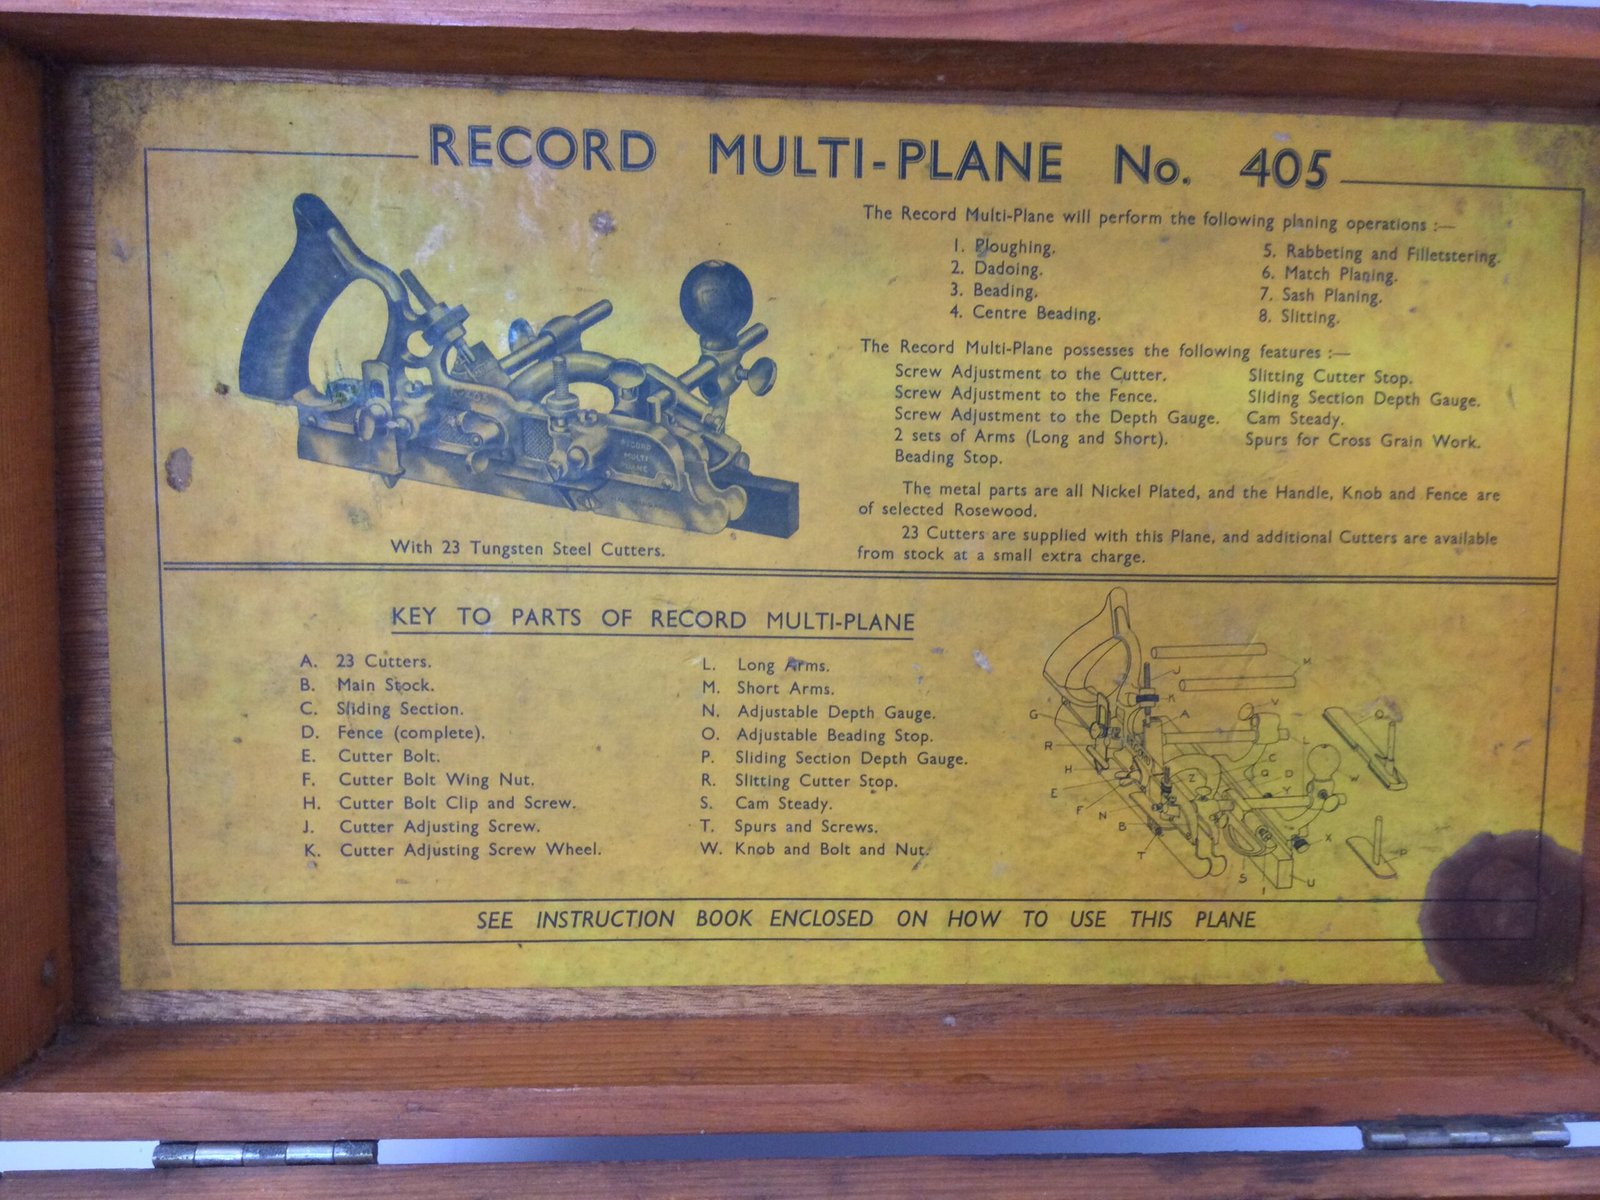 RECORD MULTI-PLANE No. 405
The Record Multi-Plane will perform the following planing operations :—
1. Ploughing.
2. Dadoing.
3. Beading.
4. Centre Beading.
5. Rabbeting and Filletstering.
6. Match Planing.
7. Sash Planing.
8. Slitting.
The Record Multi-Plane possesses the following features :—
Screw Adjustment to the Cutter.
Screw Adjustment to the Fence.
Screw Adjustment to the Depth Gauge.
2 sets of Arms (Long and Short).
Beading Stop.
Slitting Cutter Stop.
Sliding Section Depth Gauge.
Cam Steady.
Spurs for Cross Grain Work.
The metal parts are all Nickel Plated, and the Handle, Knob and Fence are
of selected Rosewood.
23 Cutters are supplied with this Plane, and additional Cutters are available
from stock at a small extra charge.
RECORD
MULTI
PLANE
With 23 Tungsten Steel Cutters.
KEY TO PARTS OF RECORD MULTI-PLANE
A. 23 Cutters.
B. Main Stock.
C. Sliding Section.
D. Fence (complete).
E. Cutter Bolt.
F. Cutter Bolt Wing Nut.
H. Cutter Bolt Clip and Screw.
J. Cutter Adjusting Screw.
K. Cutter Adjusting Screw Wheel.
L. Long Arms.
M. Short Arms.
N. Adjustable Depth Gauge.
O. Adjustable Beading Stop.
P. Sliding Section Depth Gauge.
R. Slitting Cutter Stop.
S. Cam Steady.
T. Spurs and Screws.
W. Knob and Bolt and Nut.
M
J
K
A
V
O
G
R
L
C
H
Q
D
W
Z
Y
E
F
N
B
X
T
P
S
I
U
SEE INSTRUCTION BOOK ENCLOSED ON HOW TO USE THIS PLANE